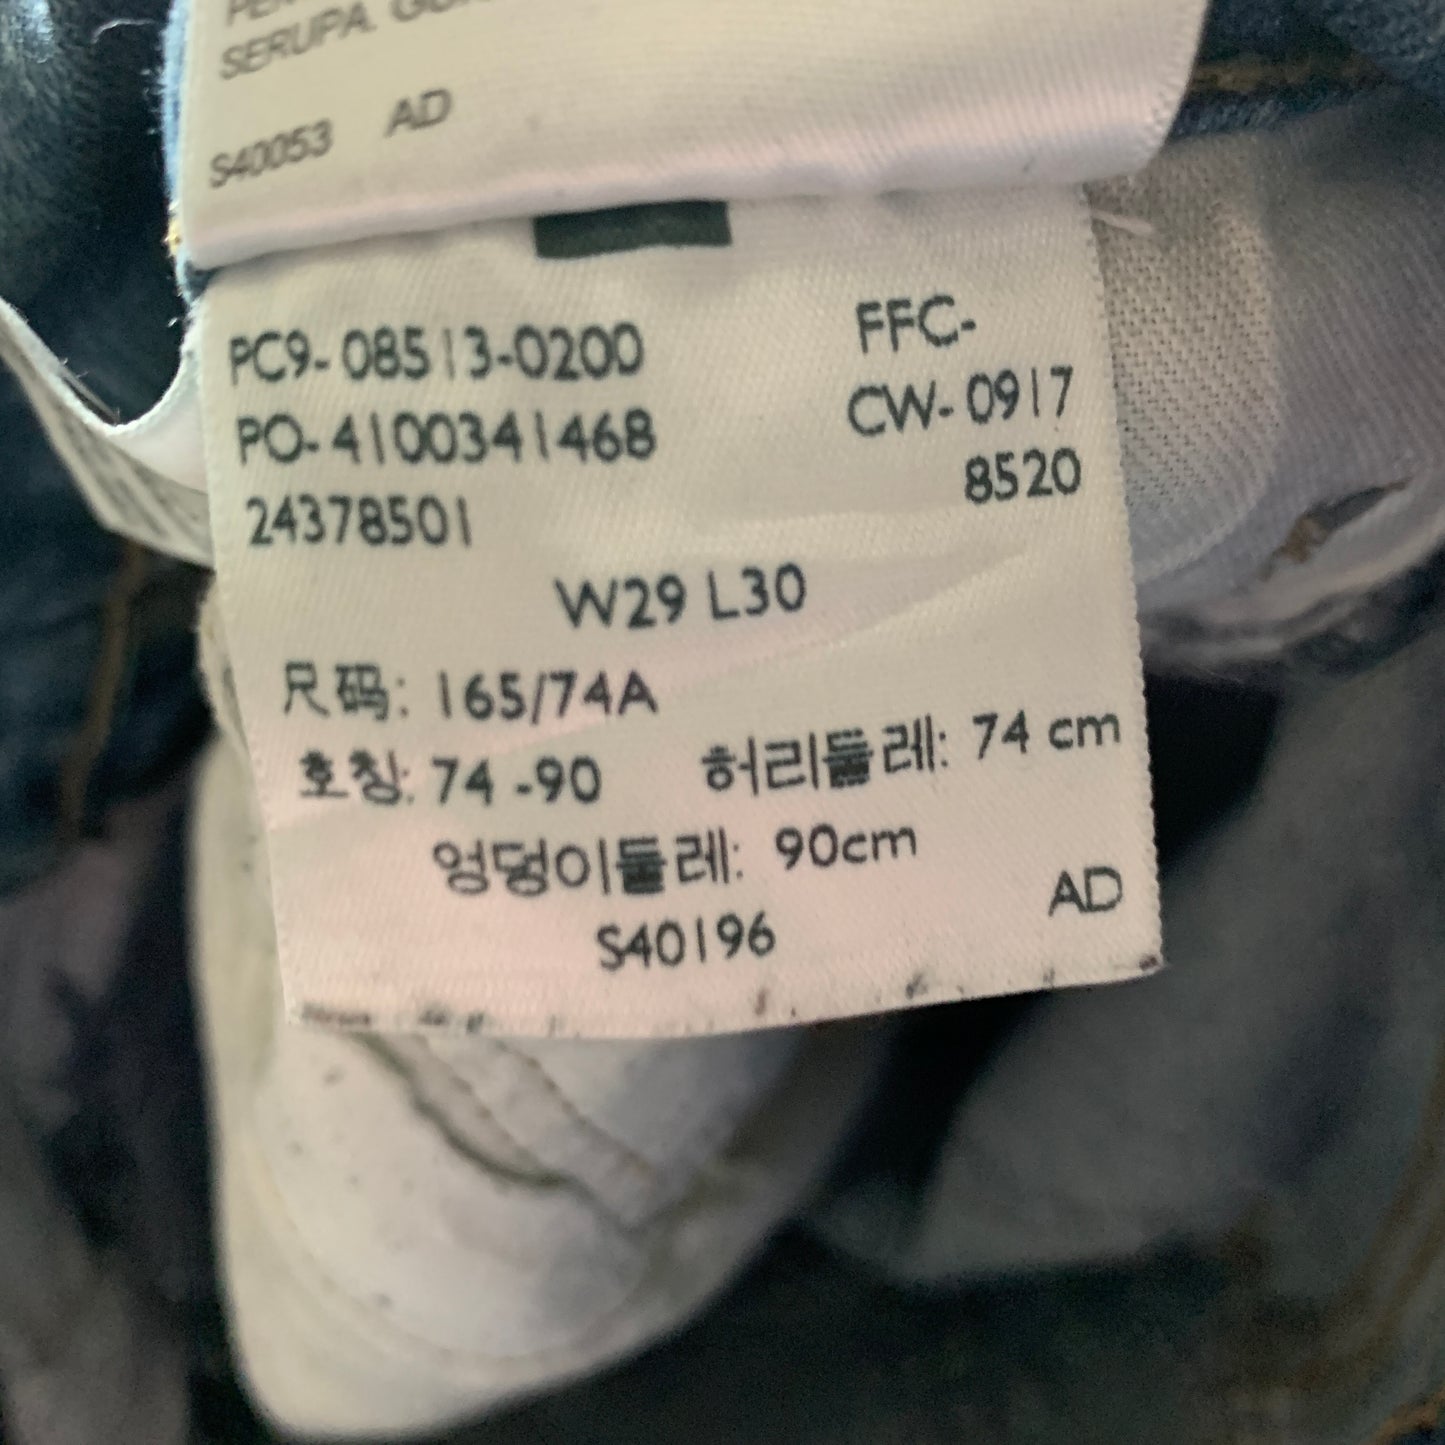 SERUPA.
S40053 AD
PC9-08513-0200 FFC-
PO-4100341468 CW-0917
24378501 8520
W29 L30
尺码: 165/74A
호칭: 74 -90 허리둘레: 74 cm
엉덩이둘레: 90cm
S40196 AD